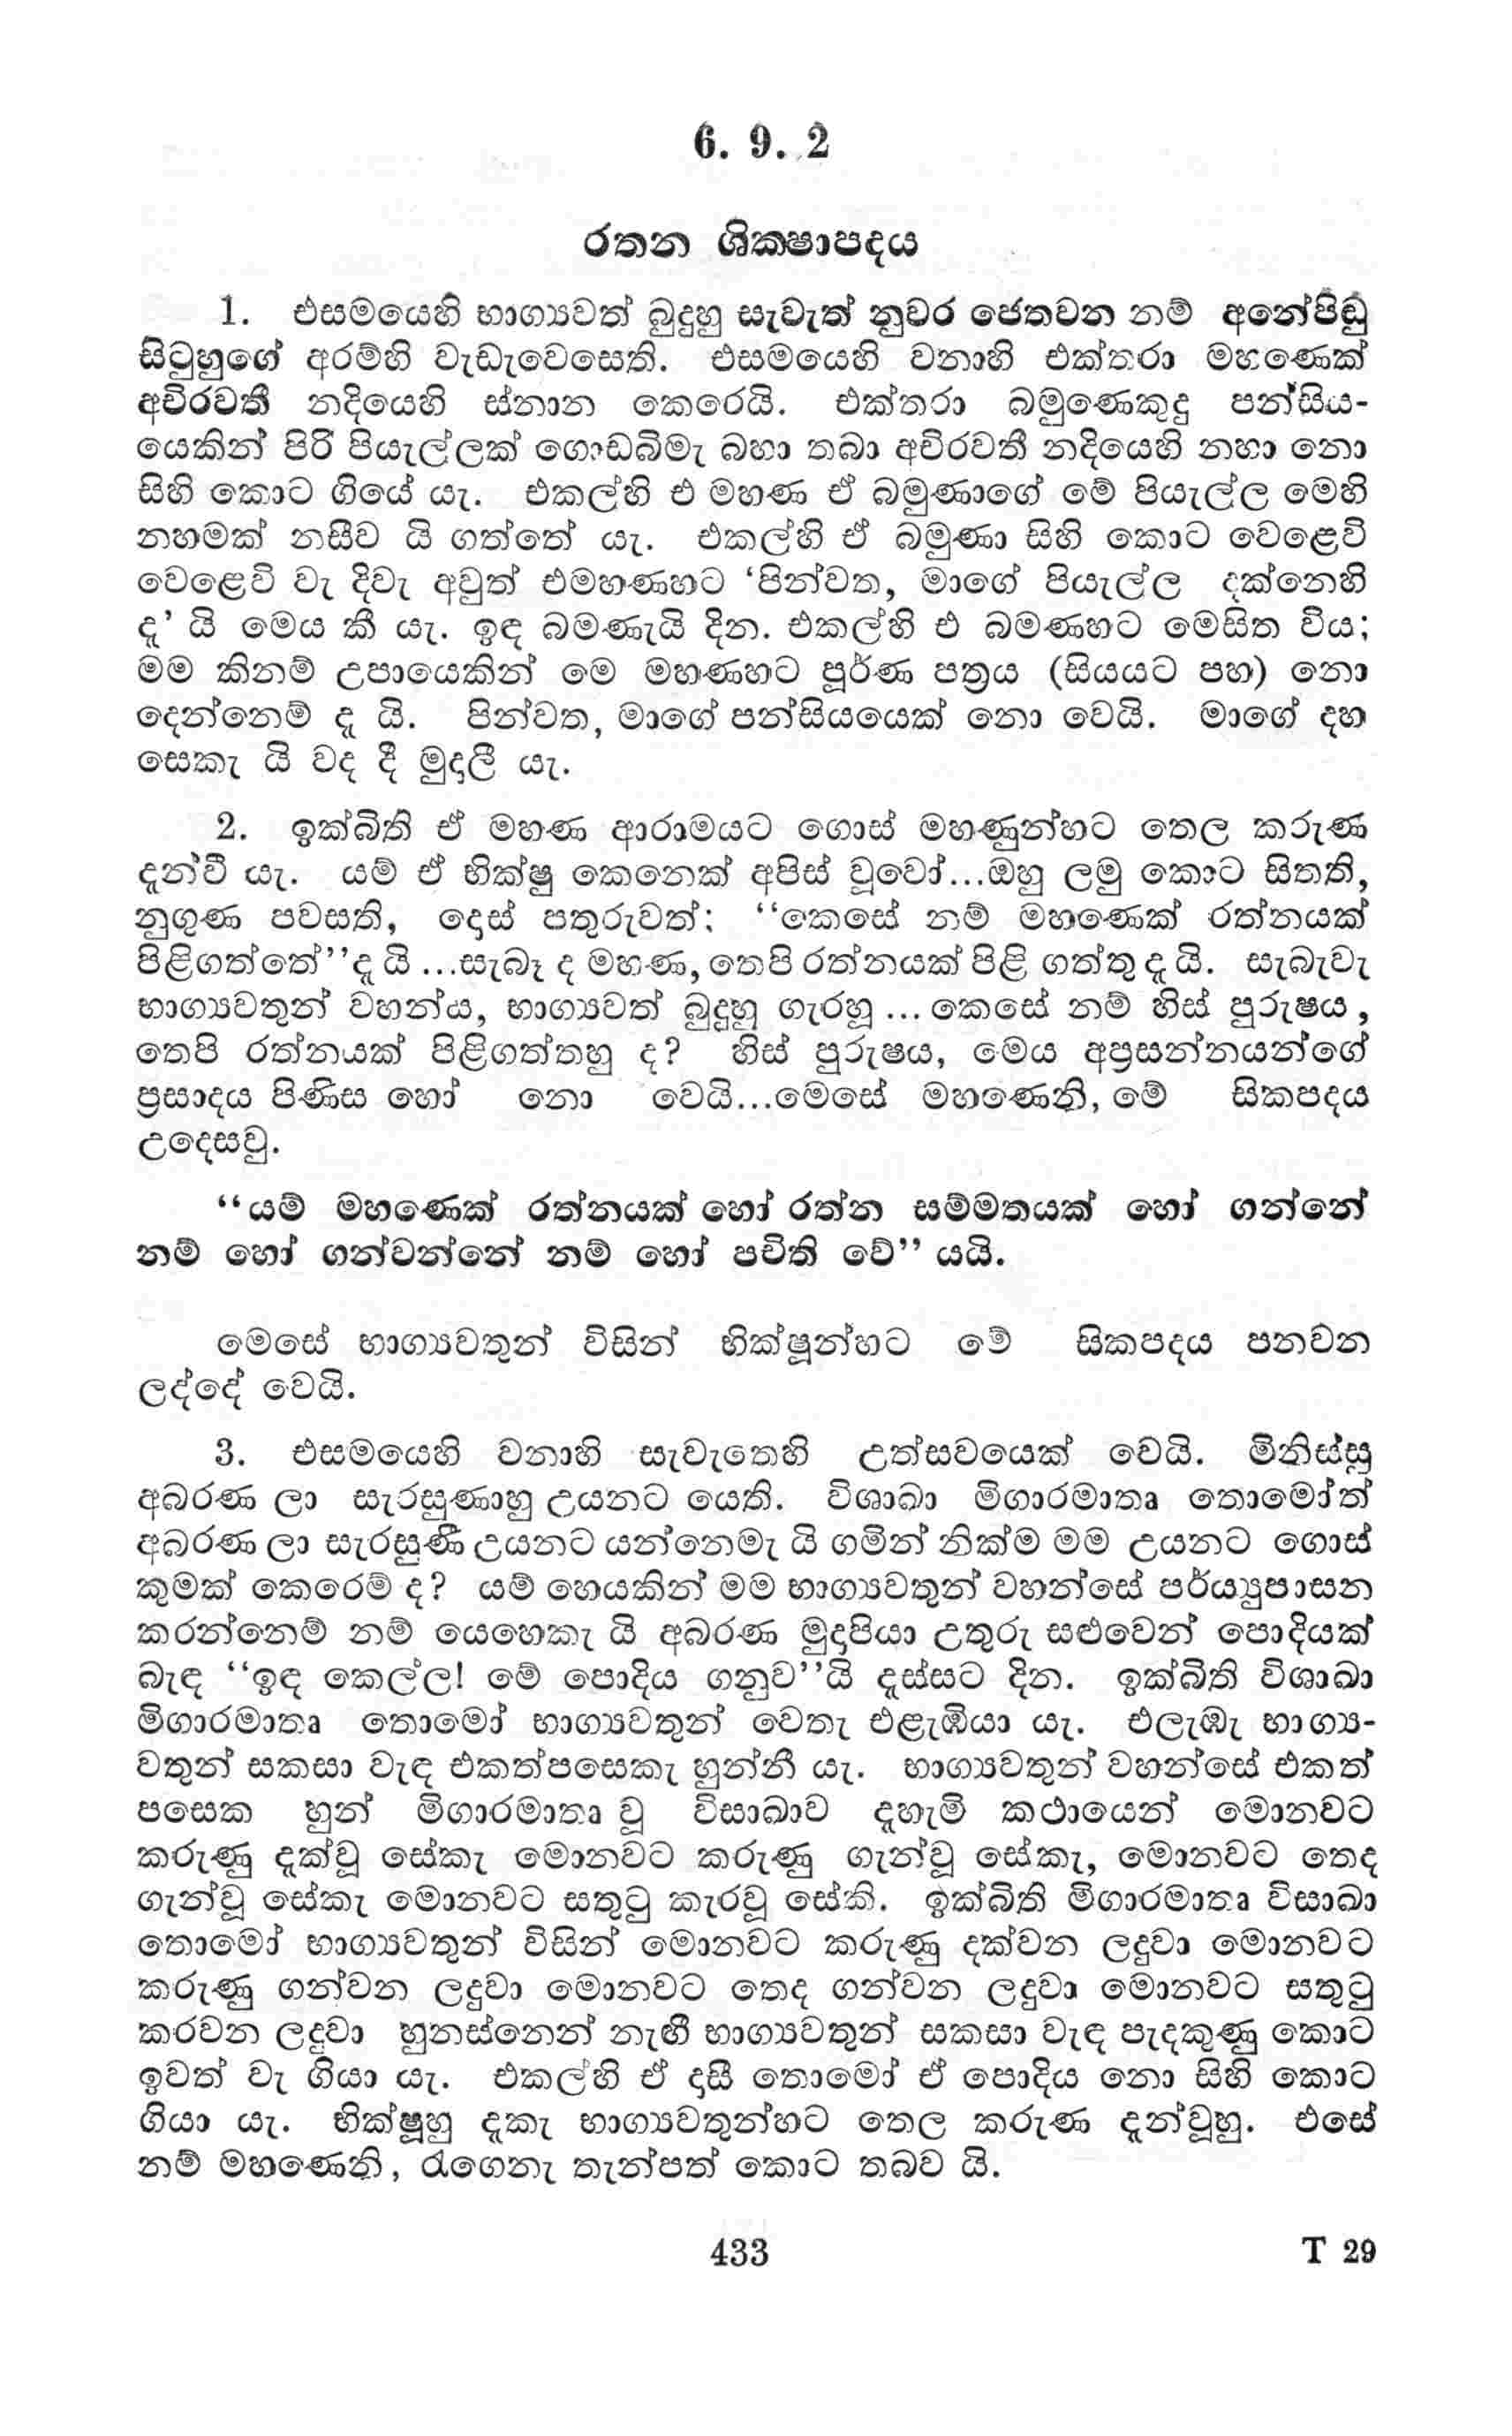 6. 9. 2
රතන ශික්‍ෂාපදය
1. එසමයෙහි භාග්‍යවත් බුදුහු සැවැත් නුවර ජෙතවන නම් අනේපිඬු
සිටුහුගේ අරම්හි වැඩැවෙසෙති. එසමයෙහි වනාහි එක්තරා මහණෙක්
අචිරවතී නදියෙහි ස්නාන කෙරෙයි. එක්තරා බමුණෙකුදු පන්සිය-
යෙකින් පිරි පියැල්ලක් ගොඩබිමැ බහා තබා අචිරවතී නදියෙහි නහා නො
සිහි කොට ගියේ යැ. එකල්හි එ මහණ ඒ බමුණාගේ මේ පියැල්ල මෙහි
නහමක් නසීව යි ගත්තේ යැ. එකල්හි ඒ බමුණා සිහි කොට වෙළෙවි
වෙළෙවි වැ දිවැ අවුත් එමහණහට ‘පින්වත, මාගේ පියැල්ල දක්නෙහි
දැ’ යි මෙය කී යැ. ඉඳ බමණැයි දින. එකල්හි එ බමණහට මෙසිත විය;
මම කිනම් උපායෙකින් මෙ මහණහට පූර්ණ පත්‍රය (සියයට පහ) නො
දෙන්නෙම් දැ යි. පින්වත, මාගේ පන්සියයෙක් නො වෙයි. මාගේ දහ
සෙකැ යි වද දී මුදාලී යැ.
2. ඉක්බිති ඒ මහණ ආරාමයට ගොස් මහණුන්හට තෙල කරුණ
දැන්වී යැ. යම් ඒ භික්ෂු කෙනෙක් අපිස් වූවෝ...ඔහු ලමු කොට සිතති,
නුගුණ පවසති, දොස් පතුරුවත්: “කෙසේ නම් මහණෙක් රත්නයක්
පිළිගත්තේ”දැ යි ...සැබෑ ද මහණ, තෙපි රත්නයක් පිළි ගත්තු දැ යි. සැබැවැ
භාග්‍යවතුන් වහන්ය, භාග්‍යවත් බුදුහු ගැරහූ ... කෙසේ නම් හිස් පුරුෂය,
තෙපි රත්නයක් පිළිගත්තහු ද? හිස් පුරුෂය, මෙය අප්‍රසන්නයන්ගේ
ප්‍රසාදය පිණිස හෝ නො වෙයි...මෙසේ මහණෙනි, මේ සිකපදය
උදෙසවු.
“යම් මහණෙක් රත්නයක් හෝ රත්න සම්මතයක් හෝ ගන්නේ
නම් හෝ ගන්වන්නේ නම් හෝ පචිති වේ” යයි.
මෙසේ භාග්‍යවතුන් විසින් භික්ෂූන්හට මේ සිකපදය පනවන
ලද්දේ වෙයි.
3. එසමයෙහි වනාහි සැවැතෙහි උත්සවයෙක් වෙයි. මිනිස්සු
අබරණ ලා සැරසුණාහු උයනට යෙති. විශාඛා මිගාරමාතෘ තොමෝත්
අබරණ ලා සැරසුණී උයනට යන්නෙමැ යි ගමින් නික්ම මම උයනට ගොස්
කුමක් කෙරෙම් ද? යම් හෙයකින් මම භාග්‍යවතුන් වහන්සේ පර්යුපාසන
කරන්නෙම් නම් යෙහෙකැ යි අබරණ මුදාපියා උතුරු සළුවෙන් පොදියක්
බැඳ “ඉඳ කෙල්ල! මේ පොදිය ගනුව”යි දැස්සට දින. ඉක්බිති විශාඛා
මිගාරමාතෘ තොමෝ භාග්‍යවතුන් වෙතැ එළැඹියා යැ. එලැඹැ භාග්‍ය-
වතුන් සකසා වැඳ එකත්පසෙකැ හුන්නී යැ. භාග්‍යවතුන් වහන්සේ එකත්
පසෙක හුන් මිගාරමාතෘ වූ විසාඛාව දැහැමි කථායෙන් මොනවට
කරුණු දැක්වූ සේකැ මොනවට කරුණු ගැන්වූ සේකැ, මොනවට තෙද
ගැන්වූ සේකැ මොනවට සතුටු කැරවූ සේකි. ඉක්බිති මිගාරමාතෘ විසාඛා
තොමෝ භාග්‍යවතුන් විසින් මොනවට කරුණු දක්වන ලදුවා මොනවට
කරුණු ගන්වන ලදුවා මොනවට තෙද ගන්වන ලදුවා මොනවට සතුටු
කරවන ලදුවා හුනස්නෙන් නැඟී භාග්‍යවතුන් සකසා වැඳ පැදකුණු කොට
ඉවත් වැ ගියා යැ. එකල්හි ඒ දාසී තොමෝ ඒ පොදිය නො සිහි කොට
ගියා යැ. භික්ෂූහු දැකැ භාග්‍යවතුන්හට තෙල කරුණ දැන්වූහු. එසේ
නම් මහණෙනි, රැගෙනැ තැන්පත් කොට තබව යි.
433
T 29